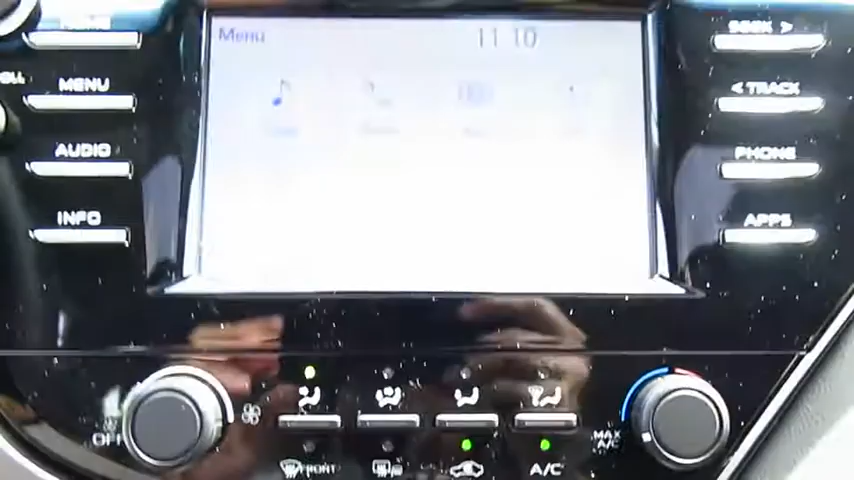 Menu 11 10
SEEK >
MENU
< TRACK
AUDIO
PHONE
INFO
APPS
OFF
MAX
A/C
FRONT
A/C